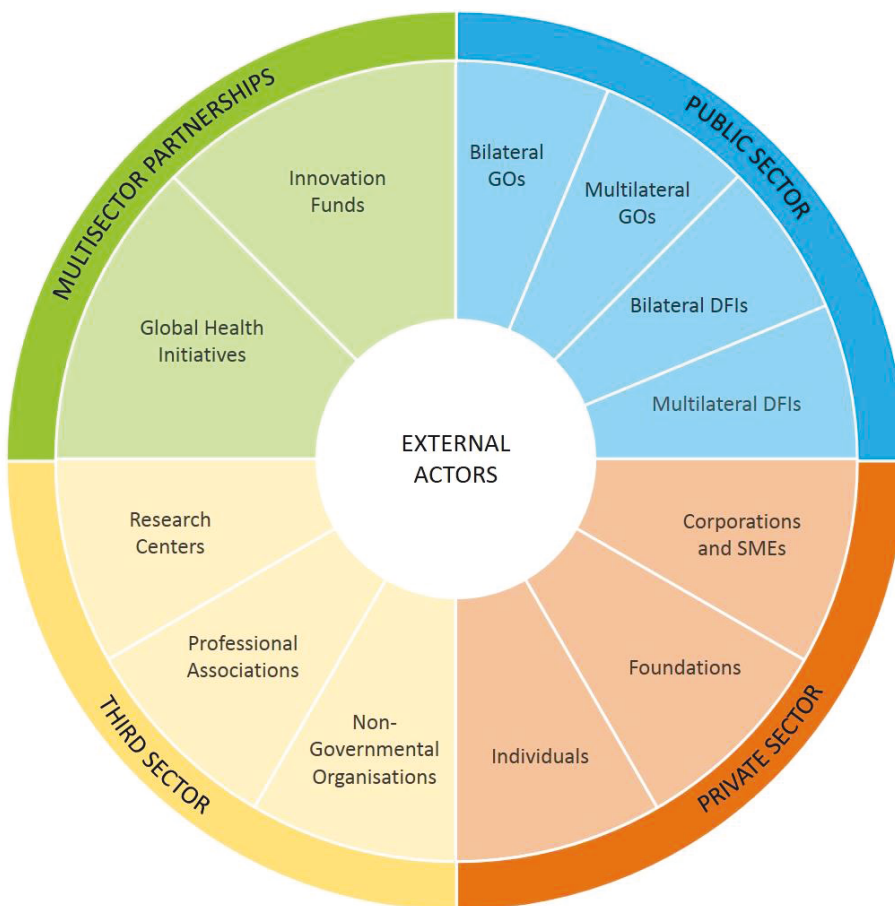 MULTISECTOR PARTNERSHIPS
PUBLIC SECTOR
Innovation
Funds
Bilateral
GOs
Multilateral
GOs
Global Health
Initiatives
Bilateral DFIs
Multilateral DFIs
EXTERNAL
ACTORS
Research
Centers
Corporations
and SMEs
Professional
Associations
Foundations
Non-
Governmental
Organisations
Individuals
THIRD SECTOR
PRIVATE SECTOR